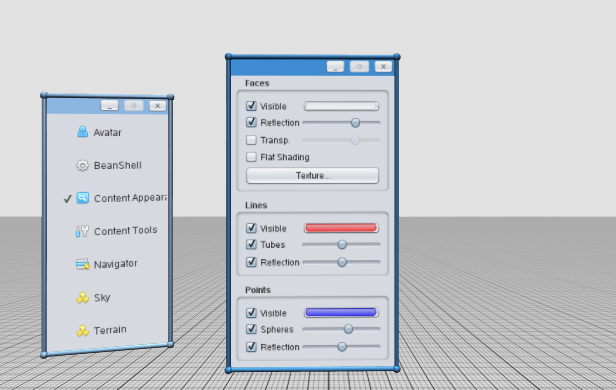 Avatar
BeanShell
Content Appear
Content Tools
Navigator
Sky
Terrain
Faces
Visible
Reflection
Transp.
Flat Shading
Texture...
Lines
Visible
Tubes
Reflection
Points
Visible
Spheres
Reflection